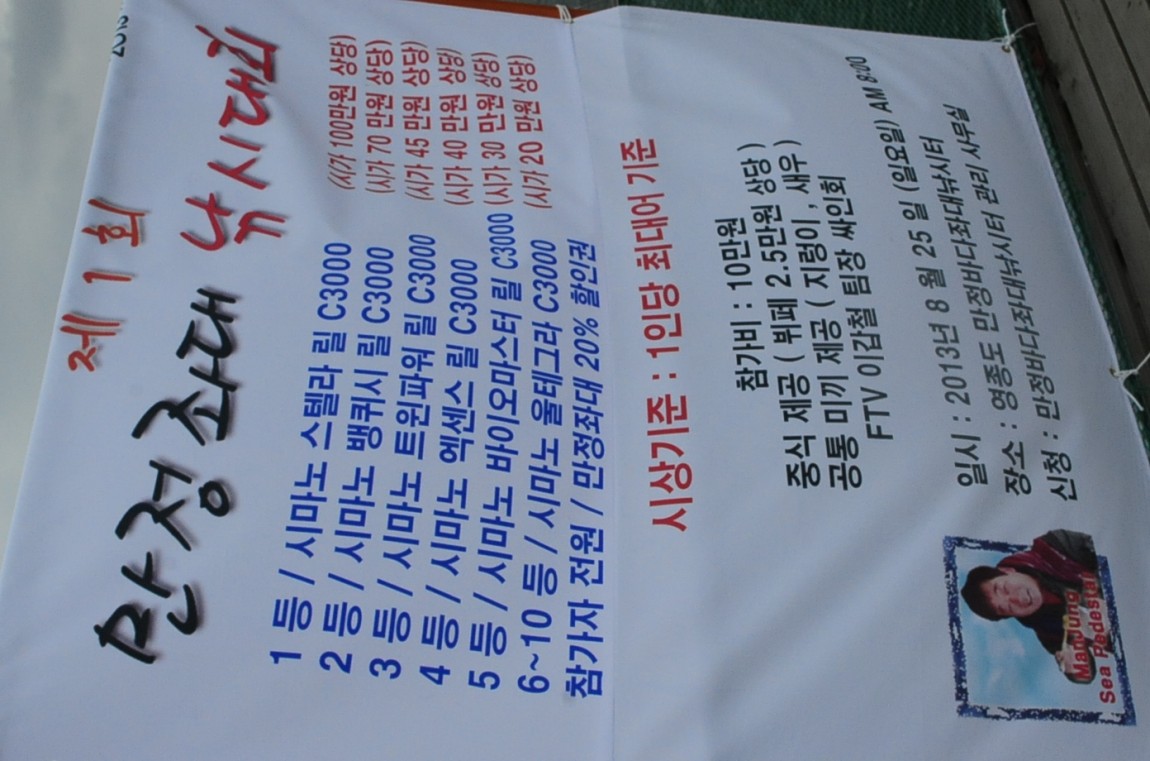 제 1 회
만정좌대 낚시대회
1 등 / 시마노 스텔라 릴 C3000 (시가 100만원 상당)
2 등 / 시마노 뱅퀴시 릴 C3000 (시가 70 만원 상당)
3 등 / 시마노 트윈파워 릴 C3000 (시가 45 만원 상당)
4 등 / 시마노 엑센스 릴 C3000 (시가 40 만원 상당)
5 등 / 시마노 바이오마스터 릴 C3000 (시가 30 만원 상당)
6~10 등 / 시마노 울테그라 C3000 (시가 20 만원 상당)
참가자 전원 / 만정좌대 20% 할인권
시상기준 : 1인당 최대어 기준
참가비 : 10만원
중식 제공 ( 뷔페 2.5만원 상당 )
공통 미끼 제공 ( 지렁이 , 새우 )
FTV 이갑철 팀장 싸인회
일시 : 2013년 8 월 25 일 (일요일) AM 8:00
장소 : 영종도 만정바다좌대낚시터
신청 : 만정바다좌대낚시터 관리 사무실
ManJung
Sea Pedestal